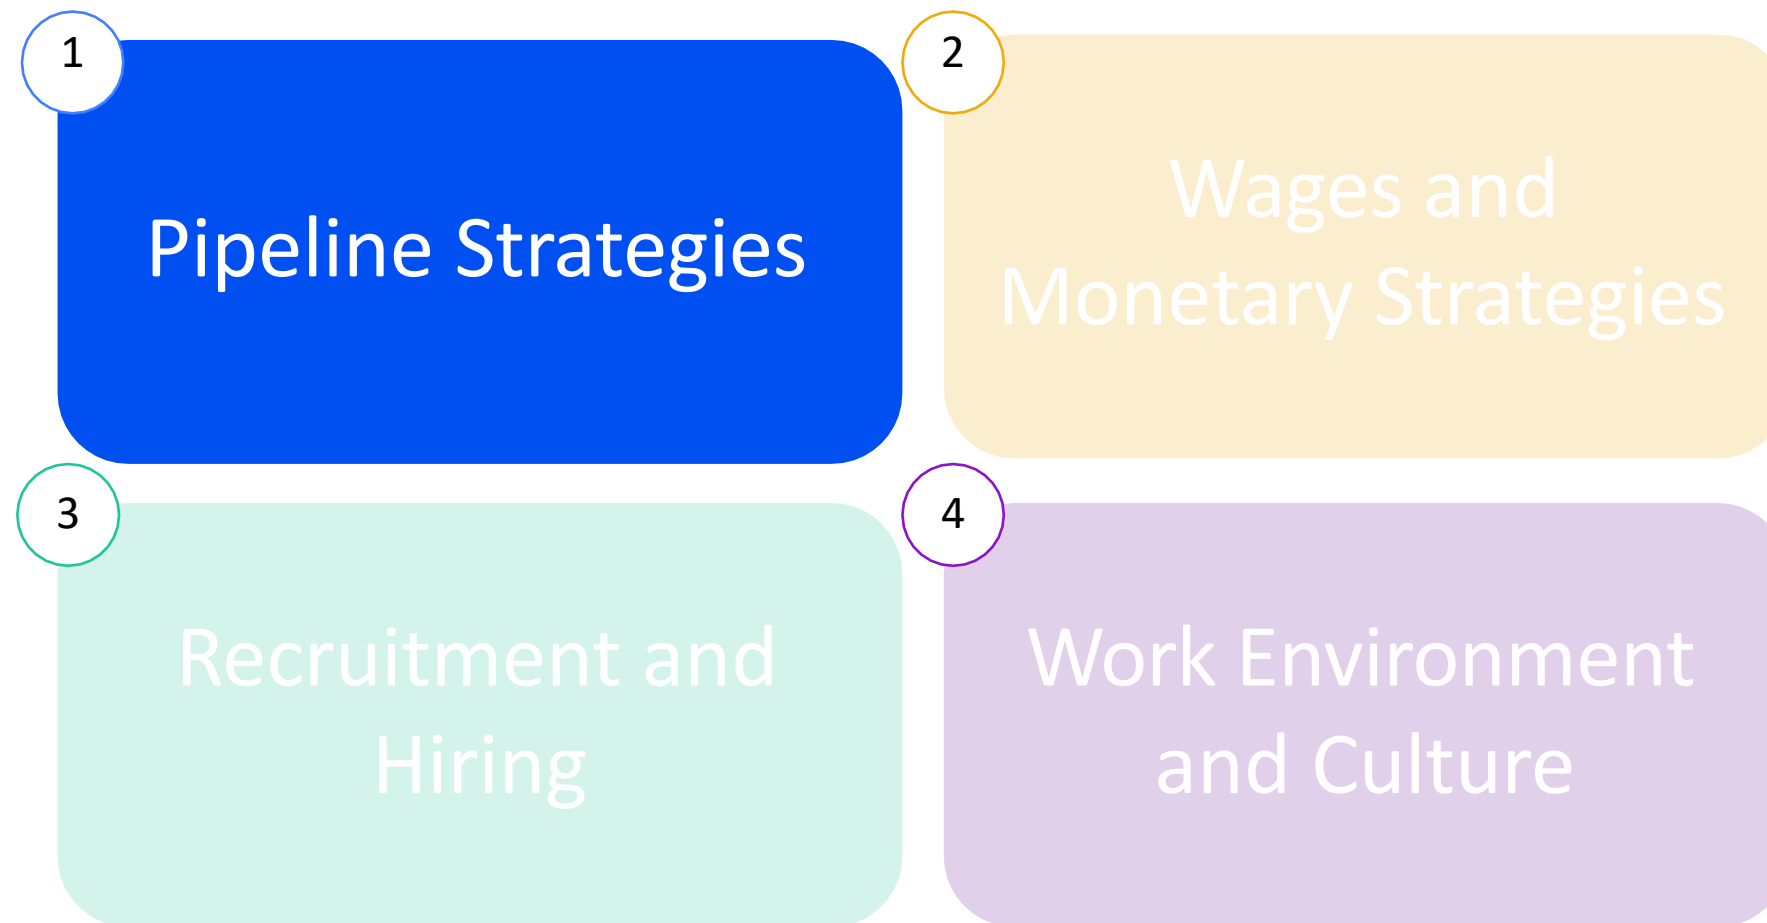 1
Pipeline Strategies
2
Wages and
Monetary Strategies
3
Recruitment and
Hiring
4
Work Environment
and Culture